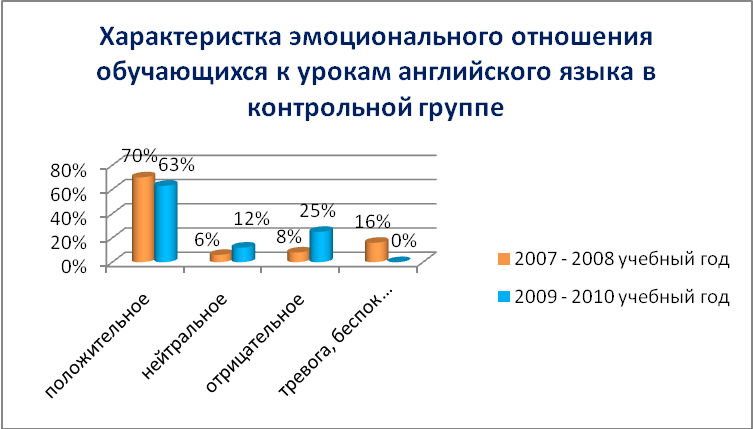 Характеристка эмоционального отношения
обучающихся к урокам английского языка в
контрольной группе
80%
60%
40%
20%
0%
70%
63%
6%
12%
8%
25%
16%
0%
положительное
нейтральное
отрицательное
тревога, беспок...
2007 - 2008 учебный год
2009 - 2010 учебный год